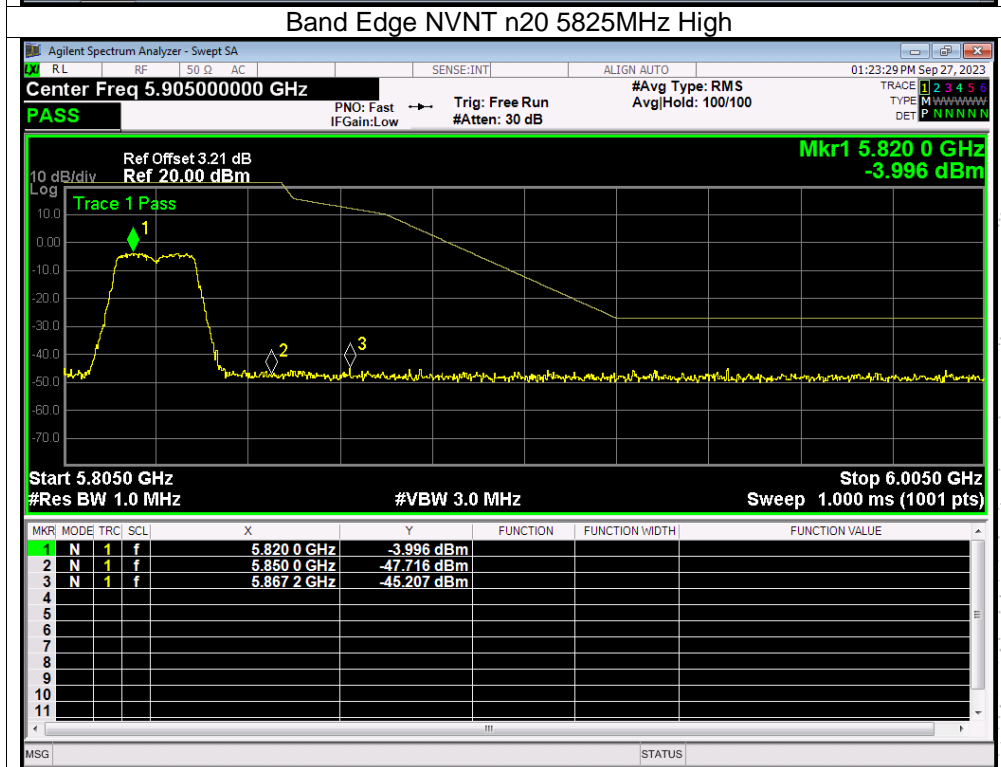 Band Edge NVNT n20 5825MHz High
Agilent Spectrum Analyzer - Swept SA
LXI RL RF 50 Ω AC SENSE:INT ALIGN AUTO 01:23:29 PM Sep 27, 2023
Center Freq 5.905000000 GHz #Avg Type: RMS TRACE 1 2 3 4 5 6
PNO: Fast Trig: Free Run Avg|Hold: 100/100 TYPE M WWWWW
PASS IFGain:Low #Atten: 30 dB DET P N N N N N
Mkr1 5.820 0 GHz
Ref Offset 3.21 dB
10 dB/div Ref 20.00 dBm -3.996 dBm
Log
Trace 1 Pass
10.0
1
0.00
-10.0
-20.0
-30.0
-40.0 2 3
-50.0
-60.0
-70.0
Start 5.8050 GHz Stop 6.0050 GHz
#Res BW 1.0 MHz #VBW 3.0 MHz Sweep 1.000 ms (1001 pts)
MKR MODE TRC SCL X Y FUNCTION FUNCTION WIDTH FUNCTION VALUE
1 N 1 f 5.820 0 GHz -3.996 dBm
2 N 1 f 5.850 0 GHz -47.716 dBm
3 N 1 f 5.867 2 GHz -45.207 dBm
4
5
6
7
8
9
10
11
MSG STATUS